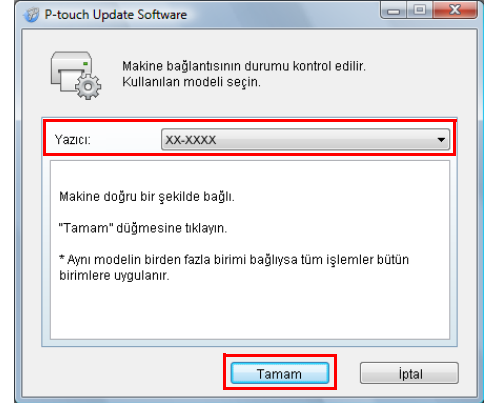 P-touch Update Software
Makine bağlantısının durumu kontrol edilir.
Kullanılan modeli seçin.
Yazıcı: XX-XXXX
Makine doğru bir şekilde bağlı.
"Tamam" düğmesine tıklayın.
* Aynı modelin birden fazla birimi bağlıysa tüm işlemler bütün
birimlere uygulanır.
Tamam İptal